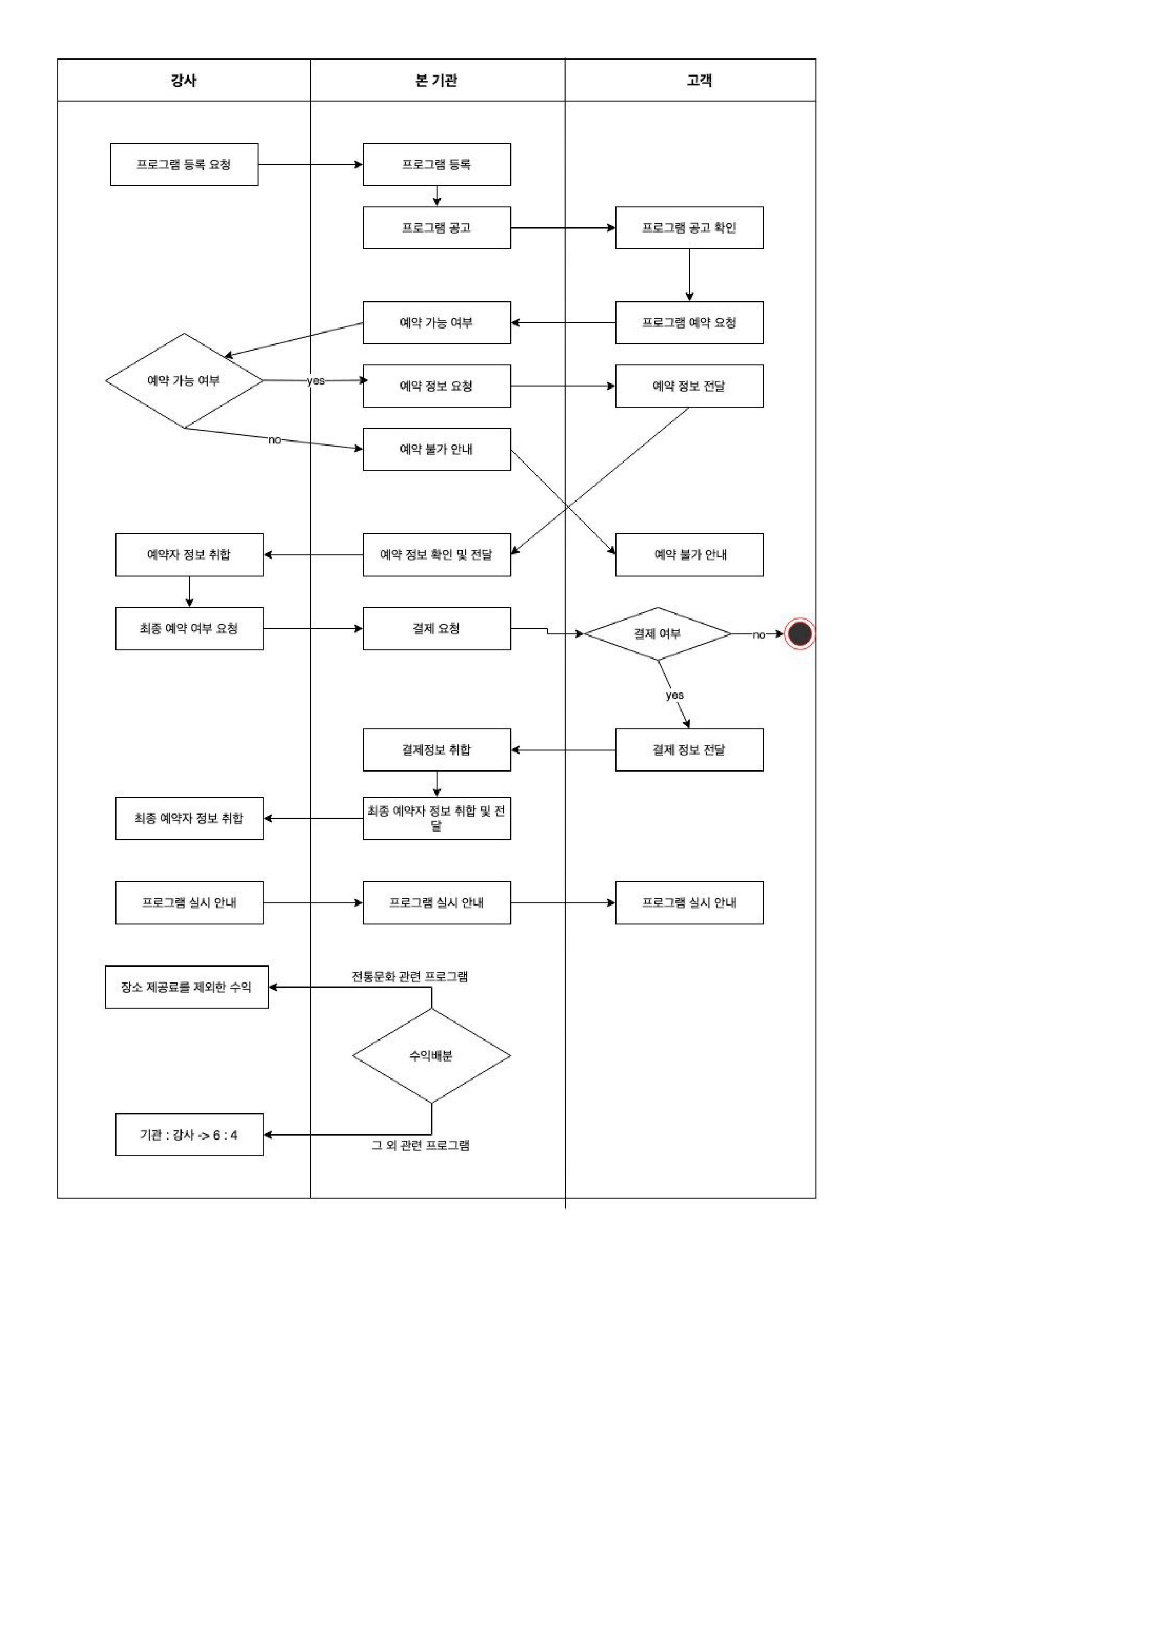 강사
본 기관
고객
프로그램 등록 요청
프로그램 등록
프로그램 공고
프로그램 공고 확인
예약 가능 여부
프로그램 예약 요청
예약 가능 여부
yes
예약 정보 요청
예약 정보 전달
no
예약 불가 안내
예약자 정보 취합
예약 정보 확인 및 전달
예약 불가 안내
최종 예약 여부 요청
결제 요청
결제 여부
no
yes
결제정보 취합
결제 정보 전달
최종 예약자 정보 취합
최종 예약자 정보 취합 및 전
달
프로그램 실시 안내
프로그램 실시 안내
프로그램 실시 안내
전통문화 관련 프로그램
장소 제공료를 제외한 수익
수익배분
기관 : 강사 -> 6 : 4
그 외 관련 프로그램